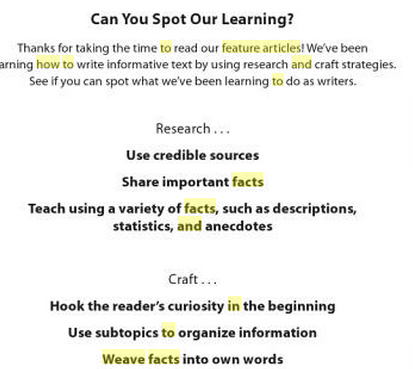 Can You Spot Our Learning?
Thanks for taking the time to read our feature articles! We've been
arning how to write informative text by using research and craft strategies.
See if you can spot what we've been learning to do as writers.
Research . . .
Use credible sources
Share important facts
Teach using a variety of facts, such as descriptions,
statistics, and anecdotes
Craft . . .
Hook the reader's curiosity in the beginning
Use subtopics to organize information
Weave facts into own words